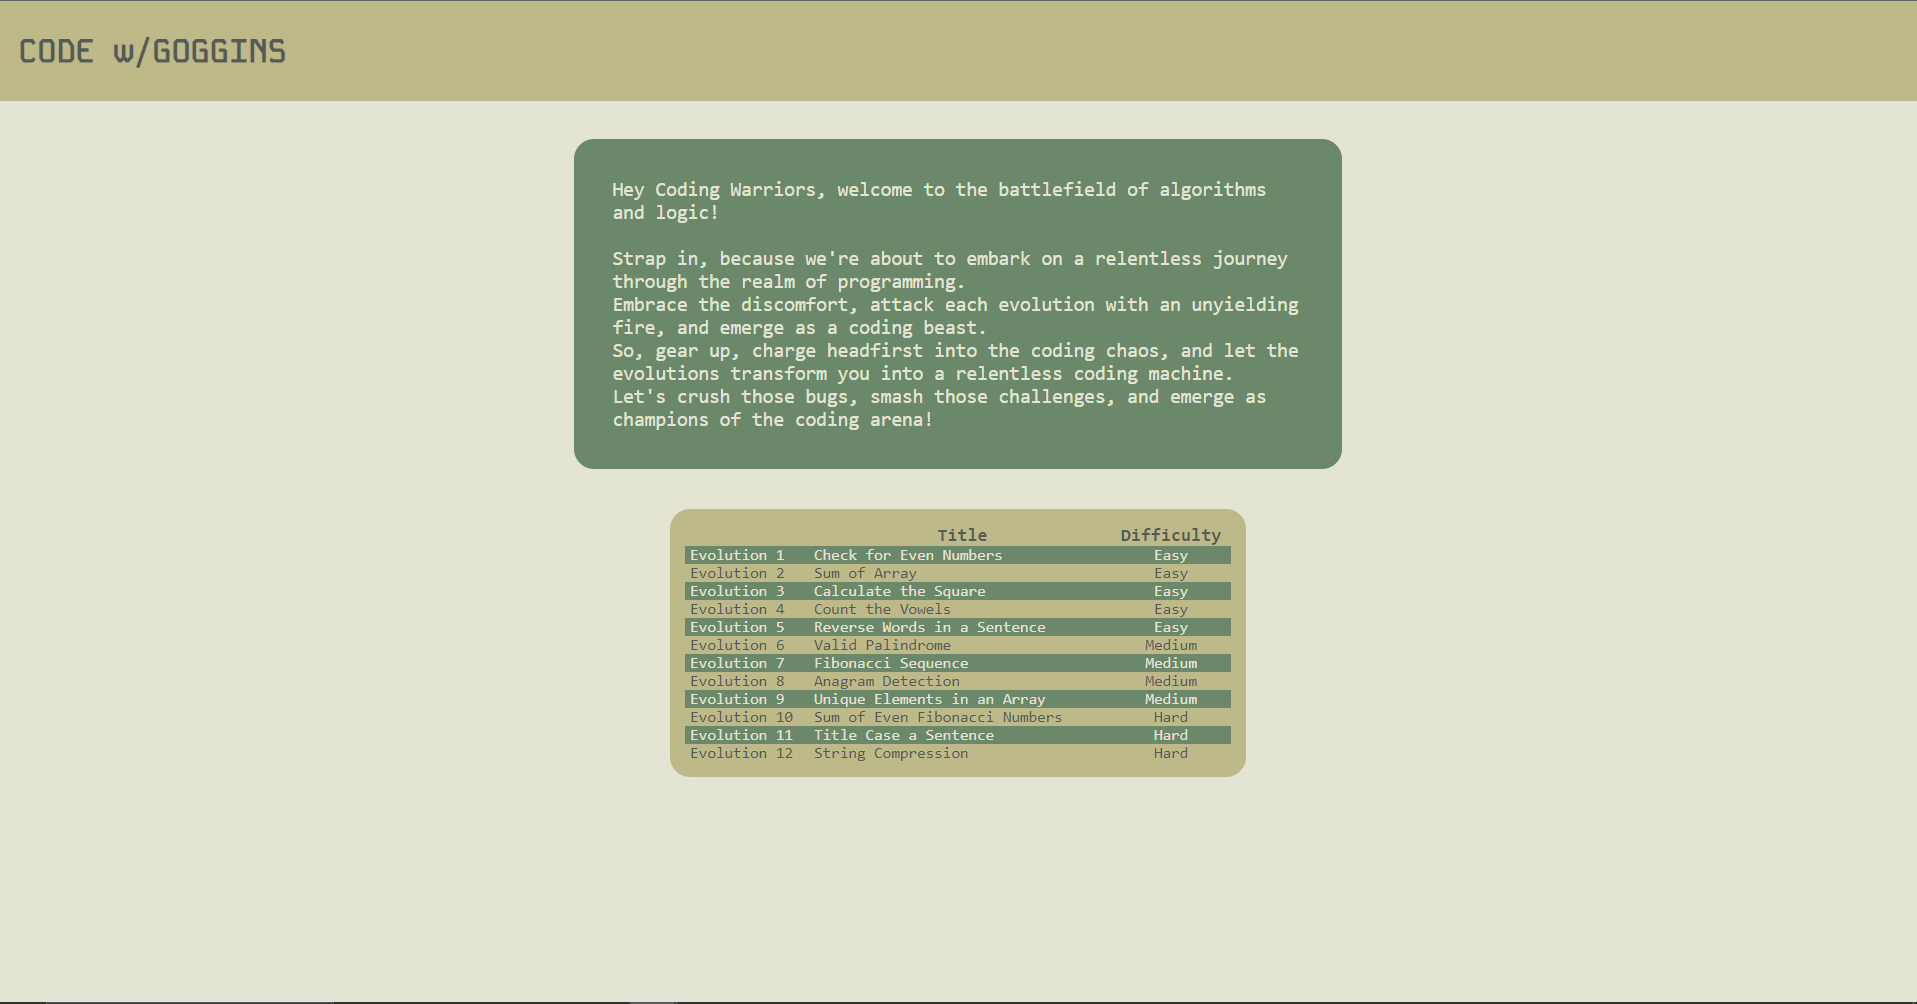 CODE w/GOGGINS
Hey Coding Warriors, welcome to the battlefield of algorithms
and logic!
Strap in, because we're about to embark on a relentless journey
through the realm of programming.
Embrace the discomfort, attack each evolution with an unyielding
fire, and emerge as a coding beast.
So, gear up, charge headfirst into the coding chaos, and let the
evolutions transform you into a relentless coding machine.
Let's crush those bugs, smash those challenges, and emerge as
champions of the coding arena!
Title Difficulty
Evolution 1 Check for Even Numbers Easy
Evolution 2 Sum of Array Easy
Evolution 3 Calculate the Square Easy
Evolution 4 Count the Vowels Easy
Evolution 5 Reverse Words in a Sentence Easy
Evolution 6 Valid Palindrome Medium
Evolution 7 Fibonacci Sequence Medium
Evolution 8 Anagram Detection Medium
Evolution 9 Unique Elements in an Array Medium
Evolution 10 Sum of Even Fibonacci Numbers Hard
Evolution 11 Title Case a Sentence Hard
Evolution 12 String Compression Hard